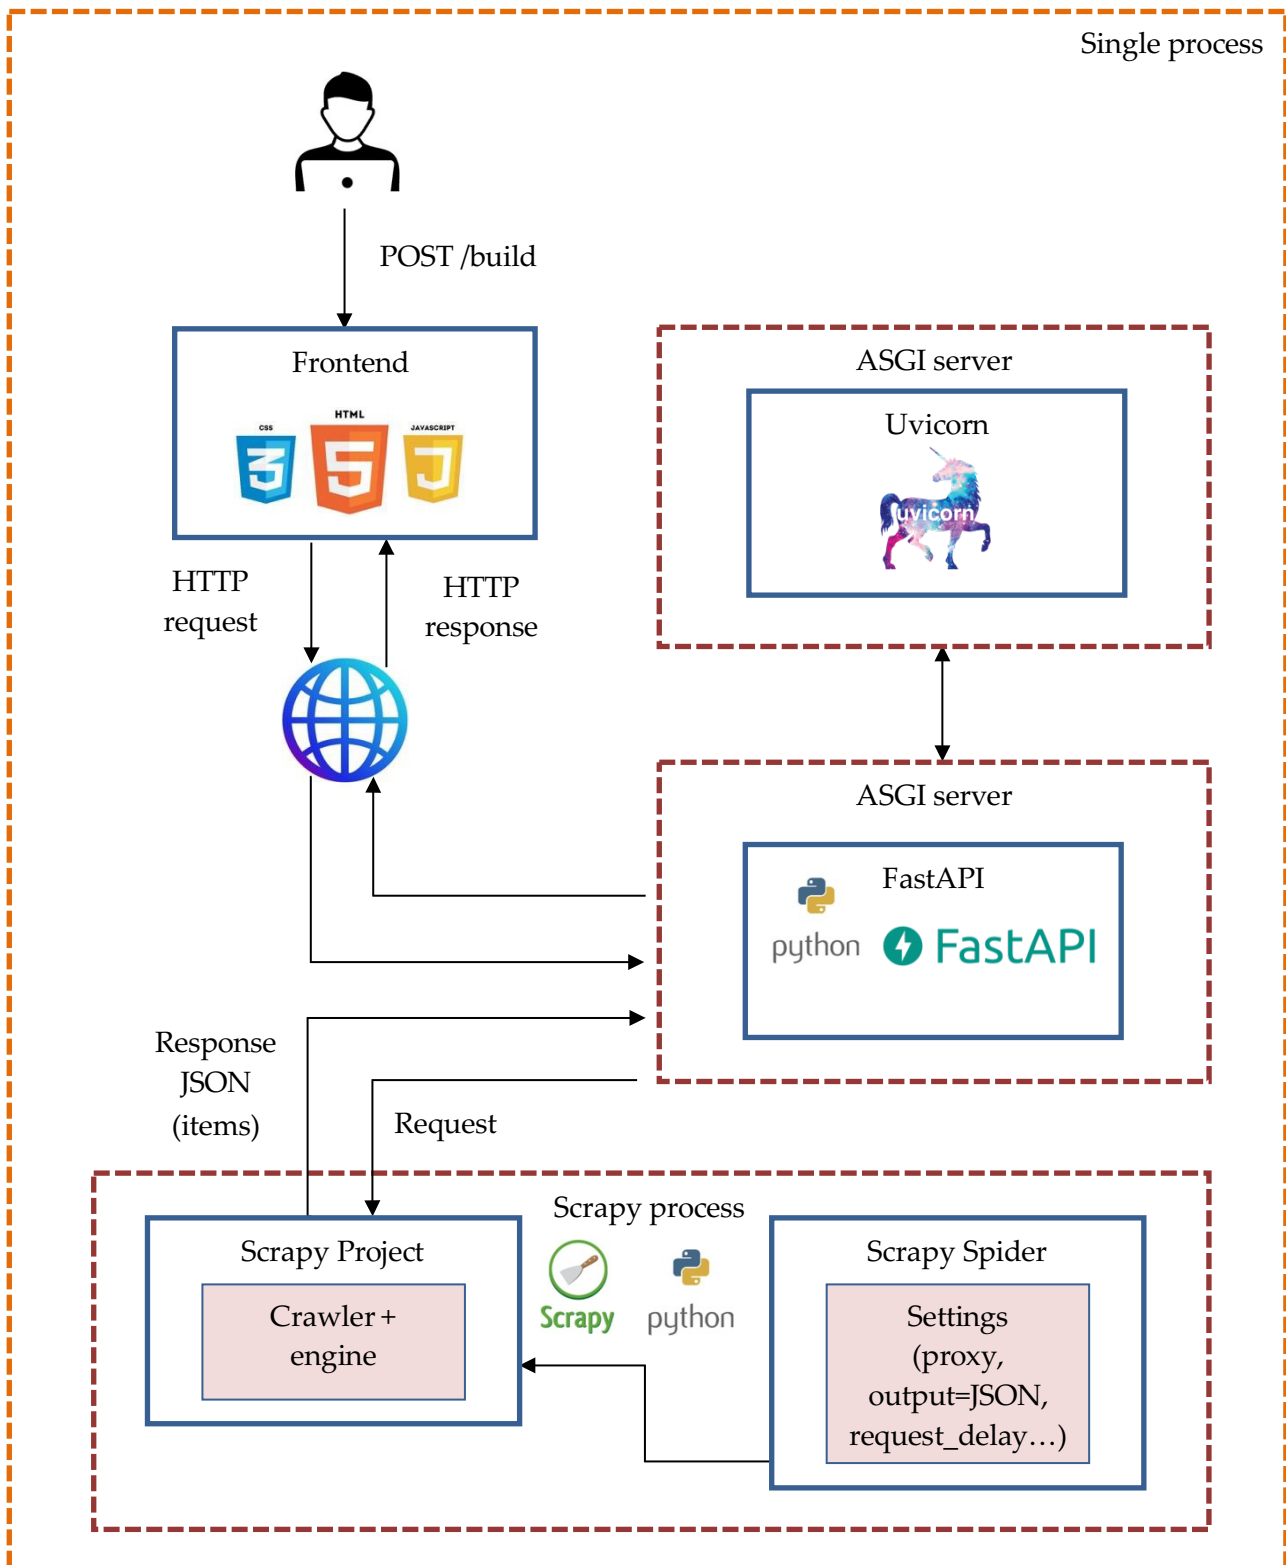 Single process
POST /build
Frontend
CSS
HTML
JAVASCRIPT
ASGI server
Uvicorn
uvicorn
HTTP
request
HTTP
response
ASGI server
FastAPI
python
FastAPI
Response
JSON
(items)
Request
Scrapy process
Scrapy Project
Crawler +
engine
Scrapy
python
Scrapy Spider
Settings
(proxy,
output=JSON,
request_delay…)